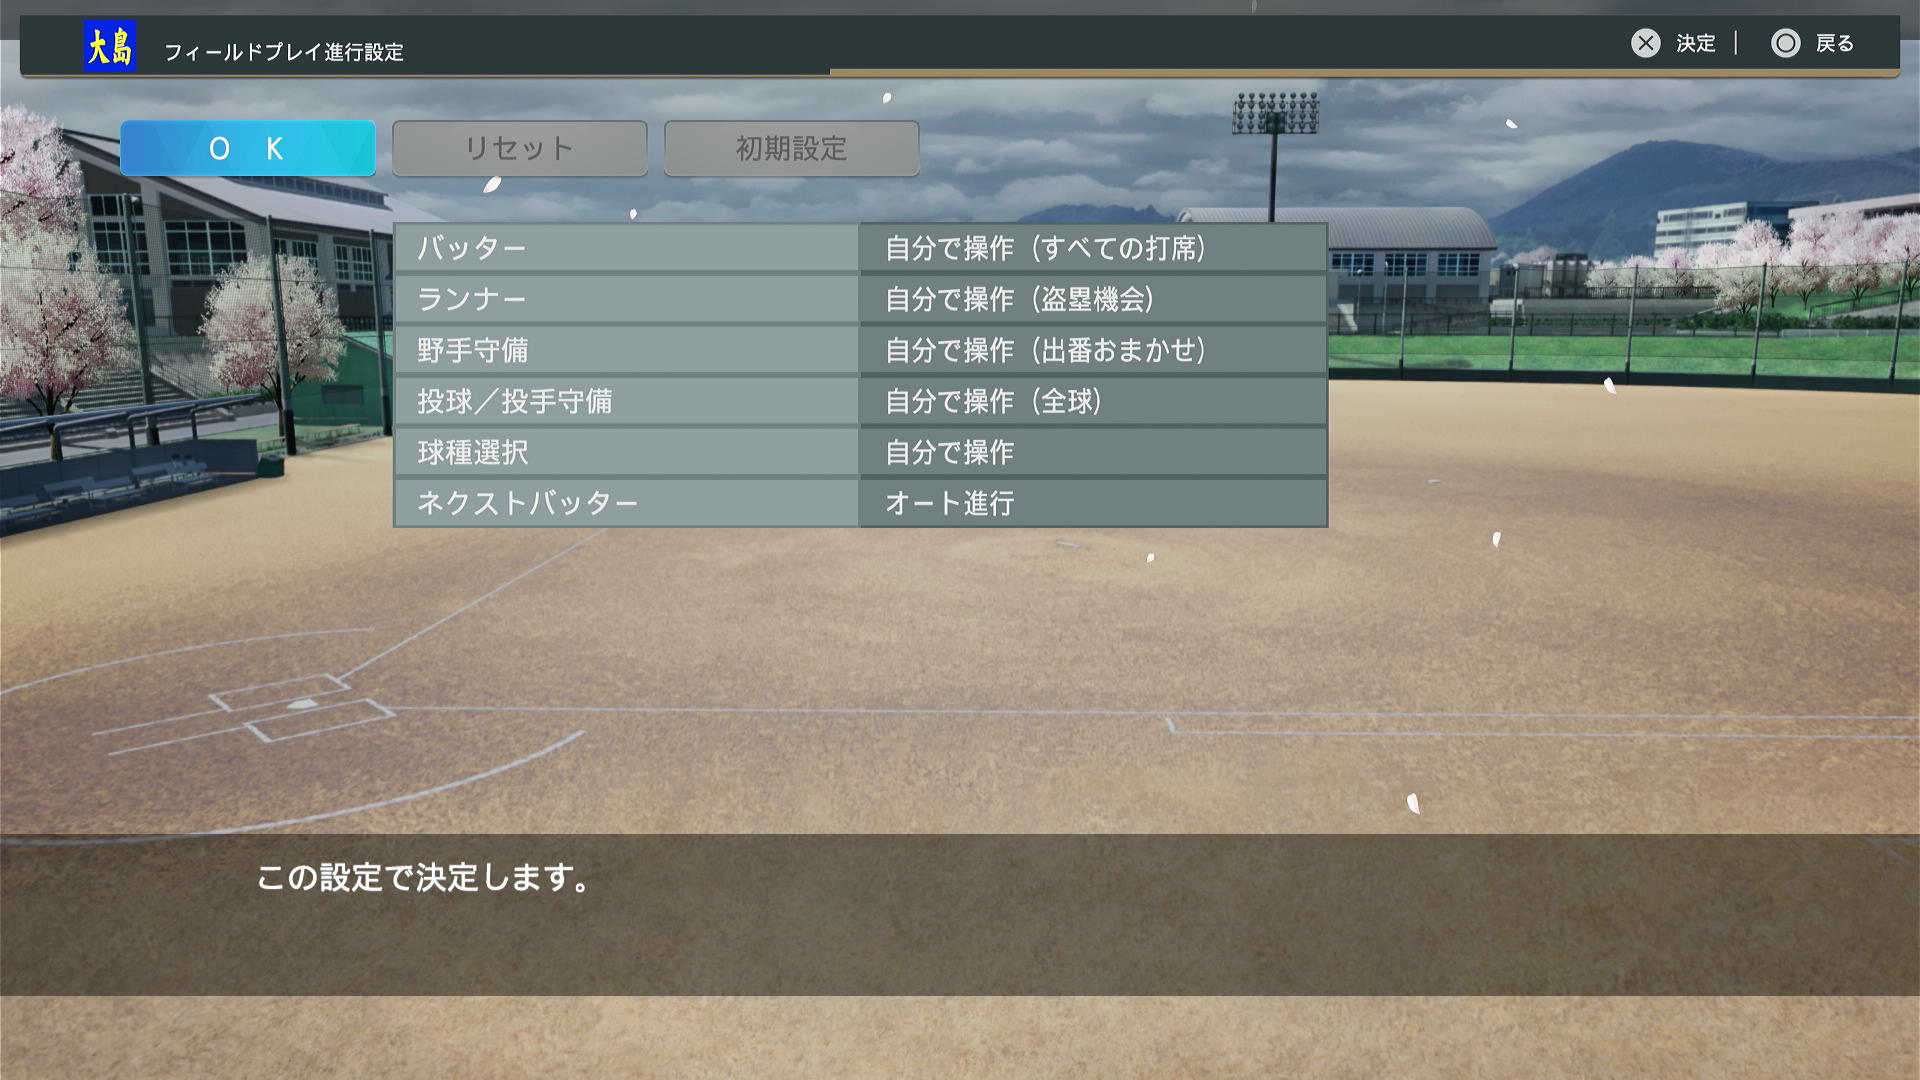 大島 フィールドプレイ進行設定 決定 | 戻る
OK リセット 初期設定
バッター 自分で操作（すべての打席）
ランナー 自分で操作（盗塁機会）
野手守備 自分で操作（出番おまかせ）
投球／投手守備 自分で操作（全球）
球種選択 自分で操作
ネクストバッター オート進行
この設定で決定します。